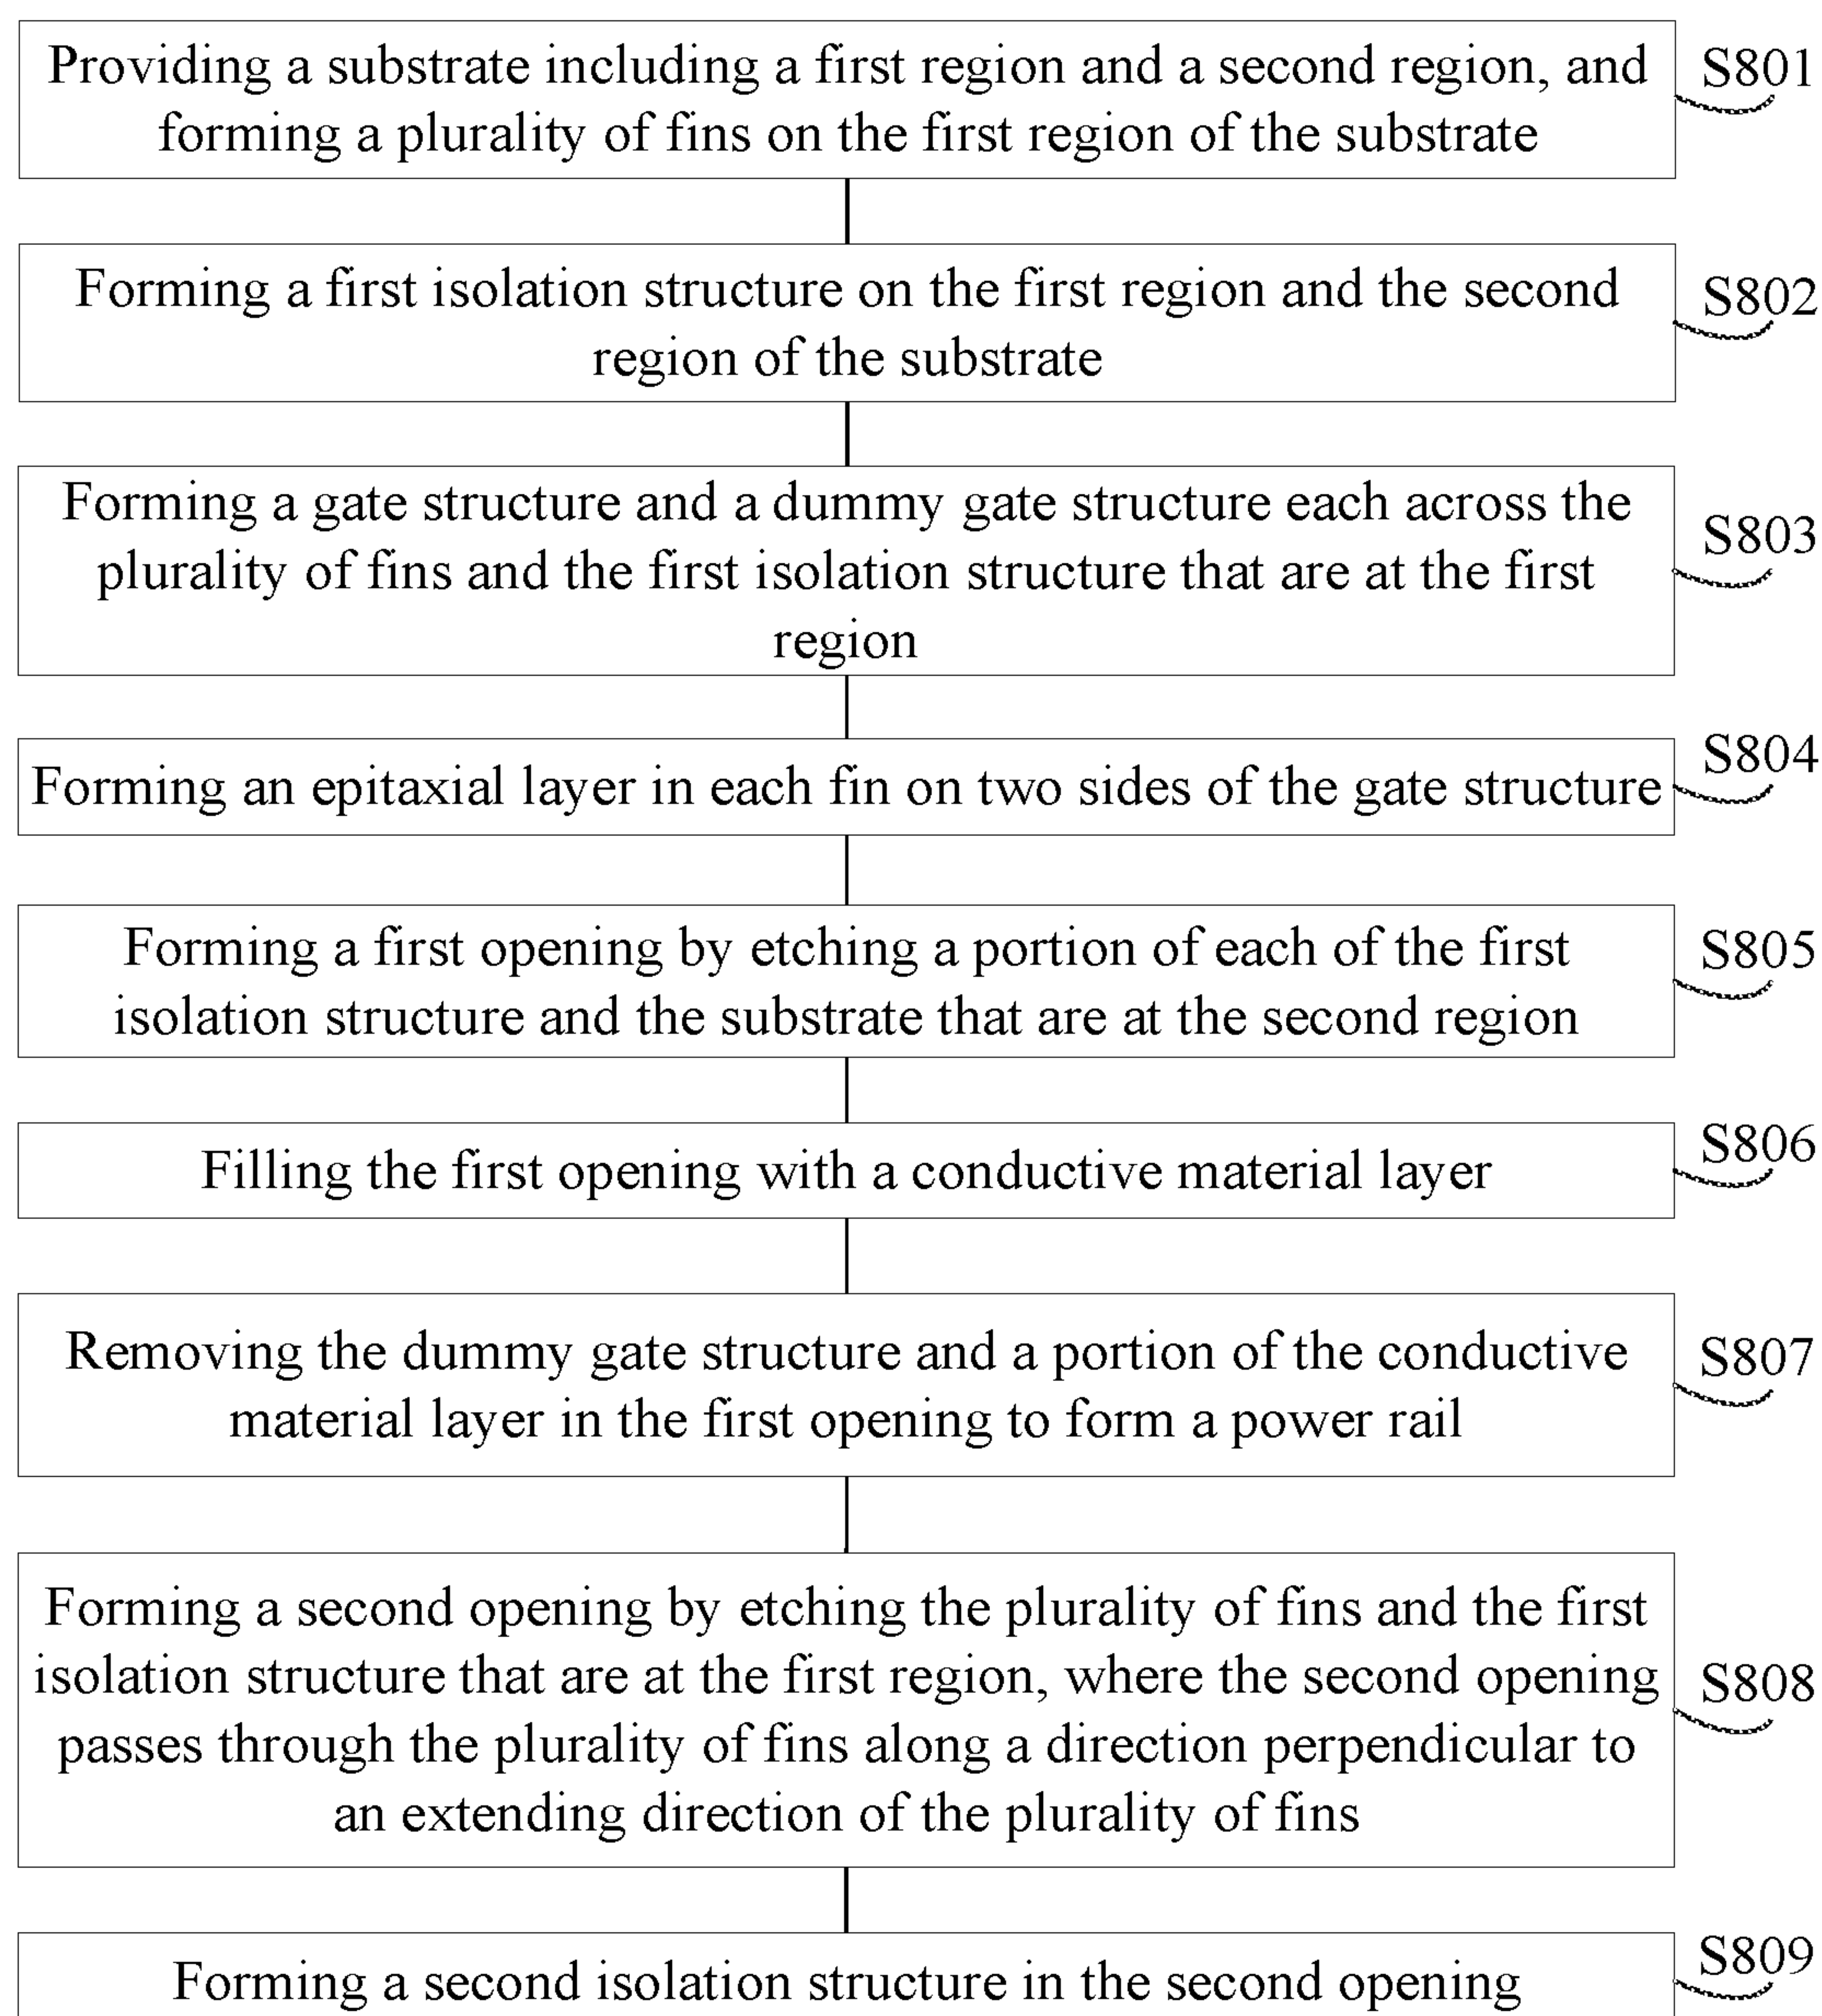 Providing a substrate including a first region and a second region, and
forming a plurality of fins on the first region of the substrate
S801
Forming a first isolation structure on the first region and the second
region of the substrate
S802
Forming a gate structure and a dummy gate structure each across the
plurality of fins and the first isolation structure that are at the first
region
S803
Forming an epitaxial layer in each fin on two sides of the gate structure
S804
Forming a first opening by etching a portion of each of the first
isolation structure and the substrate that are at the second region
S805
Filling the first opening with a conductive material layer
S806
Removing the dummy gate structure and a portion of the conductive
material layer in the first opening to form a power rail
S807
Forming a second opening by etching the plurality of fins and the first
isolation structure that are at the first region, where the second opening
passes through the plurality of fins along a direction perpendicular to
an extending direction of the plurality of fins
S808
Forming a second isolation structure in the second opening
S809